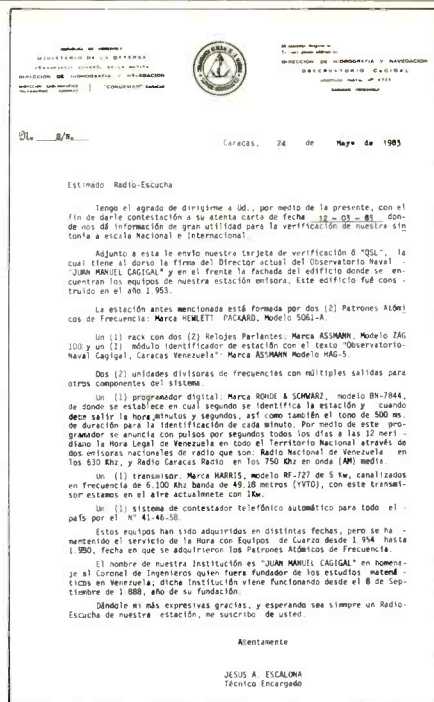 REPUBLICA DE VENEZUELA
MINISTERIO DE LA DEFENSA
COMANDANCIA GENERAL DE LA MARINA
DIRECCION DE HIDROGRAFIA Y NAVEGACION
"CONGEMAR" CARACAS
DIRECCION DE HIDROGRAFIA Y NAVEGACION
OBSERVATORIO CAGIGAL
APARTADO POSTAL Nº 6745
CARACAS VENEZUELA
No. S/N.
Caracas, 24 de Mayo de 1983
Estimado Radio-Escucha
Tengo el agrado de dirigirme a Ud., por medio de la presente, con el
fin de darle contestación a su atenta carta de fecha 12 - 03 - 83 don-
de nos dá información de gran utilidad para la verificación de nuestra sin
tonía a escala Nacional e Internacional.
Adjunto a esta le envío nuestra tarjeta de verificación ó "QSL", la
cual tiene al dorso la firma del Director actual del Observatorio Naval -
"JUAN MANUEL CAGIGAL" y en el frente la fachada del edificio donde se en-
cuentran los equipos de nuestra estación emisora, Este edificio fué cons -
truido en el año 1.953.
La estación antes mencionada está formada por dos (2) Patrones Atómi
cos de Frecuencia: Marca HEWLETT PACKARD, Modelo 5061-A.
Un (1) rack con dos (2) Relojes Parlantes, Marca ASSMANN, Modelo ZAG
100 y un (1) módulo identificador de estación con el texto "Observatorio-
Naval Cagigal, Caracas Venezuela": Marca ASSMANN Modelo MAG-5.
Dos (2) unidades divisoras de frecuencias con múltiples salidas para
otros componentes del sistema.
Un (1) programador digital: Marca ROHDE & SCHWARZ, modelo BN-7844,
de donde se establece en cual segundo se identifica la estación y cuando
debe salir la hora,minutos y segundos, así como también el tono de 500 ms.
de duración para la identificación de cada minuto. Por medio de este pro-
gramador se anuncia con pulsos por segundos todos los días a las 12 meri -
diano la Hora Legal de Venezuela en todo el Territorio Nacional através de
dos emisoras nacionales de radio que son: Radio Nacional de Venezuela en
los 630 Khz, y Radio Caracas Radio en los 750 Khz en onda (AM) media.
Un (1) transmisor. Marca HARRIS, modelo RF-727 de 5 Kw, canalizados
en frecuencia de 6.100 Khz banda de 49.18 metros (YVTO), con este transmi-
sor estamos en el aire actualmnete con 1Kw.
Un (1) sistema de contestador telefónico automático para todo el -
país por el Nº 41-46-58.
Estos equipos han sido adquiridos en distintas fechas, pero se ha -
mantenido el servicio de la Hora con Equipos de Cuarzo desde 1.954 hasta
1.980, fecha en que se adquirieron los Patrones Atómicos de Frecuencia.
El nombre de nuestra Institución es "JUAN MANUEL CAGIGAL" en homena-
je al Coronel de Ingenieros quien fuera fundador de los estudios matemá -
ticos en Venezuela; dicha Institución viene funcionando desde el 8 de Sep-
tiembre de 1.888, año de su fundación.
Dándole mi más expresivas gracias, y esperando sea siempre un Radio-
Escucha de nuestra estación, me suscribo de usted.
Atentamente
JESUS A. ESCALONA
Técnico Encargado